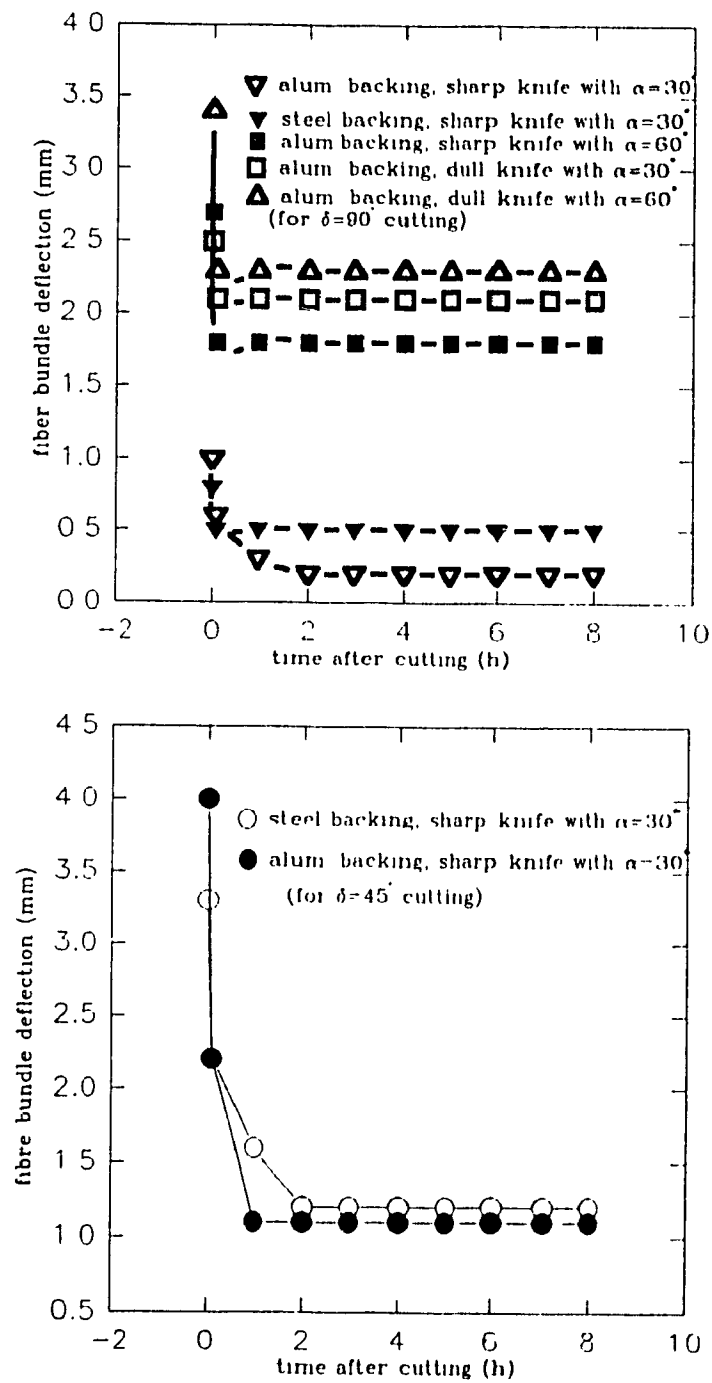 4 0
3.5
3 0
2 5
2 0
1.5
1.0
0 5
0 0
fiber bundle deflection (mm)
alum backing, sharp knife with α=30
steel backing, sharp knife with α=30°
alum backing, sharp knife with α=60°
alum backing, dull knife with α=30°
alum backing, dull knife with α=60°
(for δ=90° cutting)
−2 0 2 4 6 8 10
time after cutting (h)
4 5
4 0
3.5
3.0
2.5
2 0
1 5
1 0
0.5
fibre bundle deflection (mm)
steel backing, sharp knife with α=30°
alum backing, sharp knife with α=30
(for δ=45° cutting)
−2 0 2 4 6 8 10
time after cutting (h)